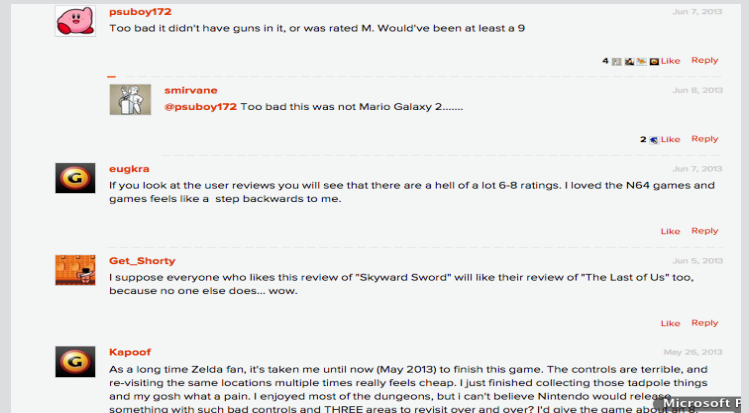 psuboy172 Jun 7, 2013
Too bad it didn't have guns in it, or was rated M. Would've been at least a 9
4 Like Reply
smirvane Jun 8, 2013
@psuboy172 Too bad this was not Mario Galaxy 2.......
2 Like Reply
eugkra Jun 7, 2013
If you look at the user reviews you will see that there are a hell of a lot 6-8 ratings. I loved the N64 games and
games feels like a step backwards to me.
Like Reply
Get_Shorty Jun 5, 2013
I suppose everyone who likes this review of "Skyward Sword" will like their review of "The Last of Us" too,
because no one else does... wow.
Like Reply
Kapoof May 26, 2013
As a long time Zelda fan, it's taken me until now (May 2013) to finish this game. The controls are terrible, and
re-visiting the same locations multiple times really feels cheap. I just finished collecting those tadpole things
and my gosh what a pain. I enjoyed most of the dungeons, but i can't believe Nintendo would release
Microsoft
something with such bad controls and THREE areas to revisit over and over? I'd give the game about an 8.